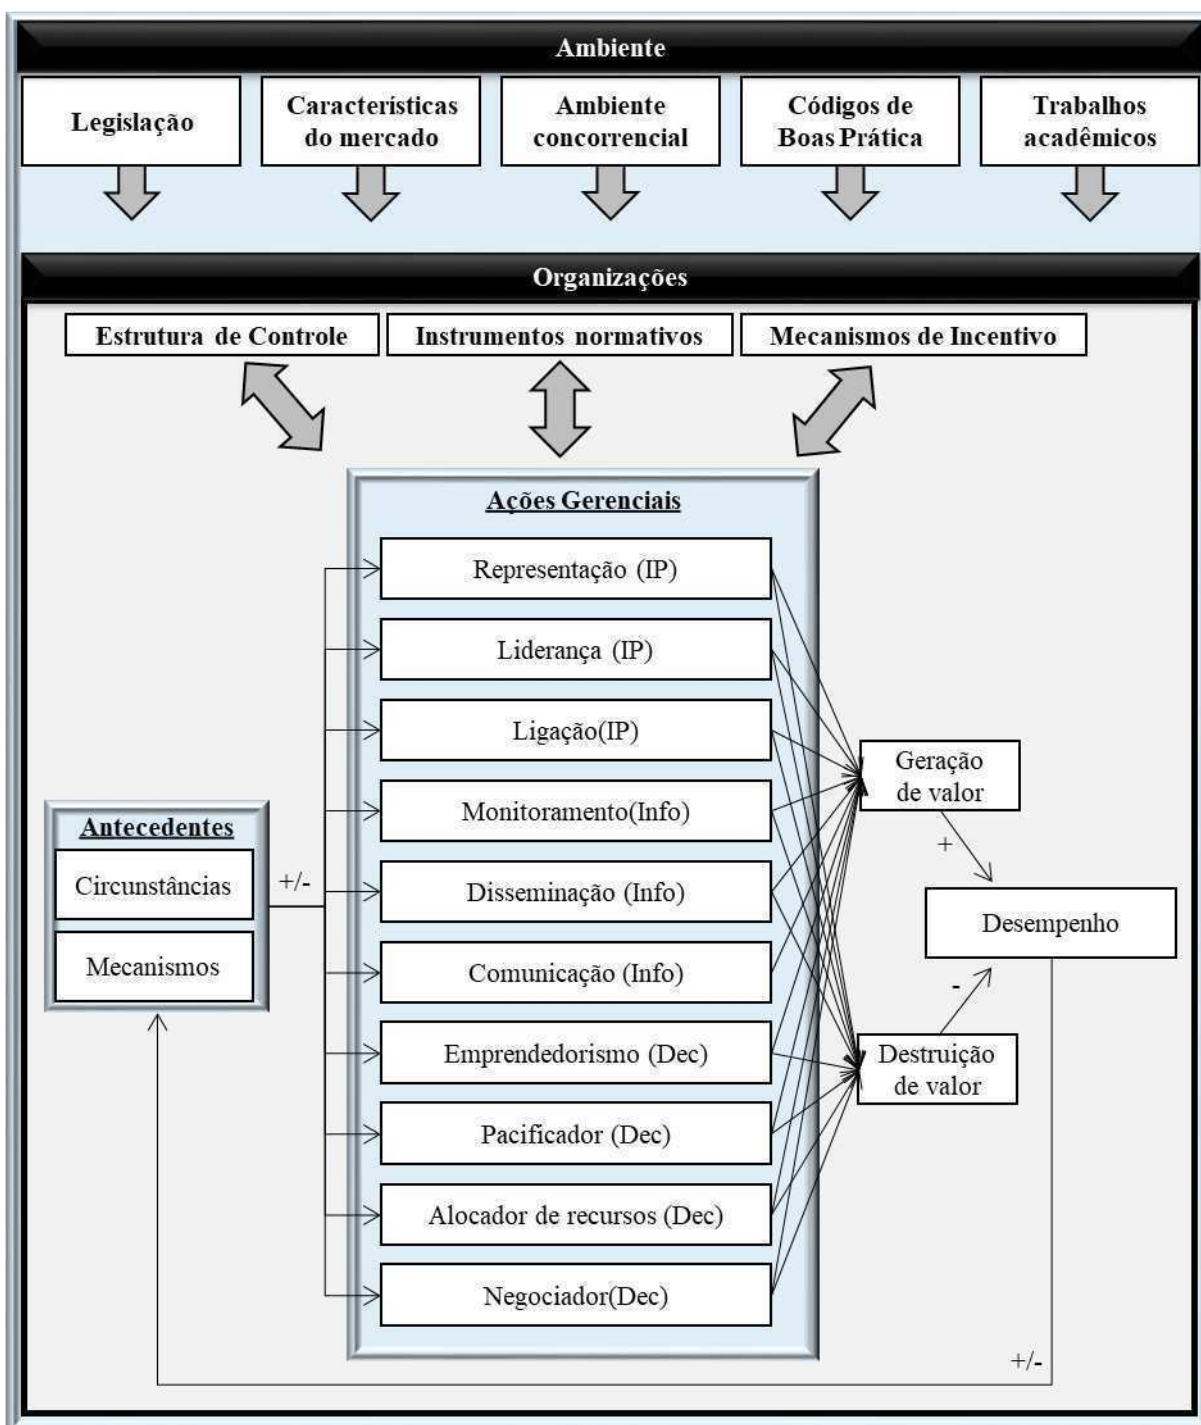 Ambiente
Legislação
Características
do mercado
Ambiente
concorrencial
Códigos de
Boas Prática
Trabalhos
acadêmicos
Organizações
Estrutura de Controle
Instrumentos normativos
Mecanismos de Incentivo
Ações Gerenciais
Representação (IP)
Liderança (IP)
Ligação(IP)
Monitoramento(Info)
Disseminação (Info)
Comunicação (Info)
Emprendedorismo (Dec)
Pacificador (Dec)
Alocador de recursos (Dec)
Negociador(Dec)
Antecedentes
Circunstâncias
Mecanismos
+/-
Geração
de valor
+
Desempenho
-
Destruição
de valor
+/-